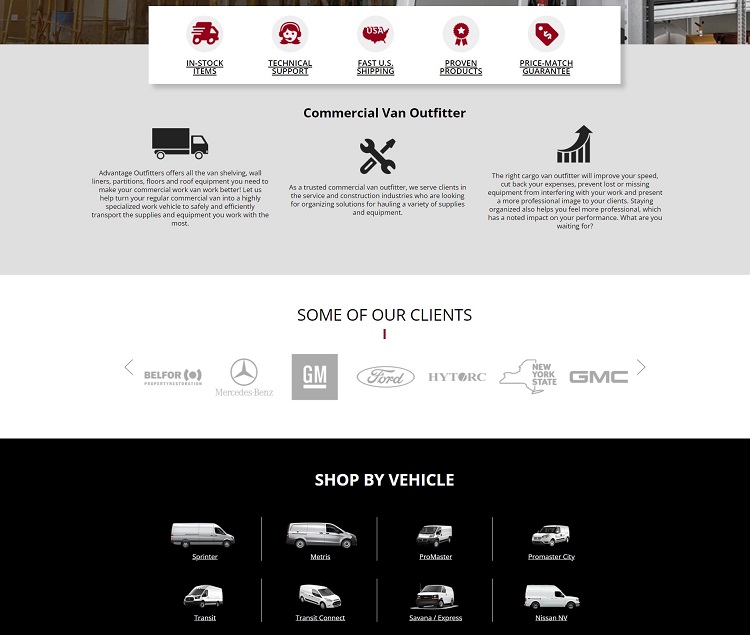 IN-STOCK
ITEMS
TECHNICAL
SUPPORT
USA
FAST U.S.
SHIPPING
PROVEN
PRODUCTS
$
PRICE-MATCH
GUARANTEE
Commercial Van Outfitter
Advantage Outfitters offers all the van shelving, wall
liners, partitions, floors and roof equipment you need to
make your commercial work van work better! Let us
help turn your regular commercial van into a highly
specialized work vehicle to safely and efficiently
transport the supplies and equipment you work with the
most.
As a trusted commercial van outfitter, we serve clients in
the service and construction industries who are looking
for organizing solutions for hauling a variety of supplies
and equipment.
The right cargo van outfitter will improve your speed,
cut back your expenses, prevent lost or missing
equipment from interfering with your work and present
a more professional image to your clients. Staying
organized also helps you feel more professional, which
has a noted impact on your performance. What are you
waiting for?
SOME OF OUR CLIENTS
BELFOR
PROPERTY RESTORATION
Mercedes-Benz
GM
Ford
HYTORC
NEW
YORK
STATE
GMC
SHOP BY VEHICLE
Sprinter
Metris
ProMaster
Promaster City
Transit
Transit Connect
Savana / Express
Nissan NV